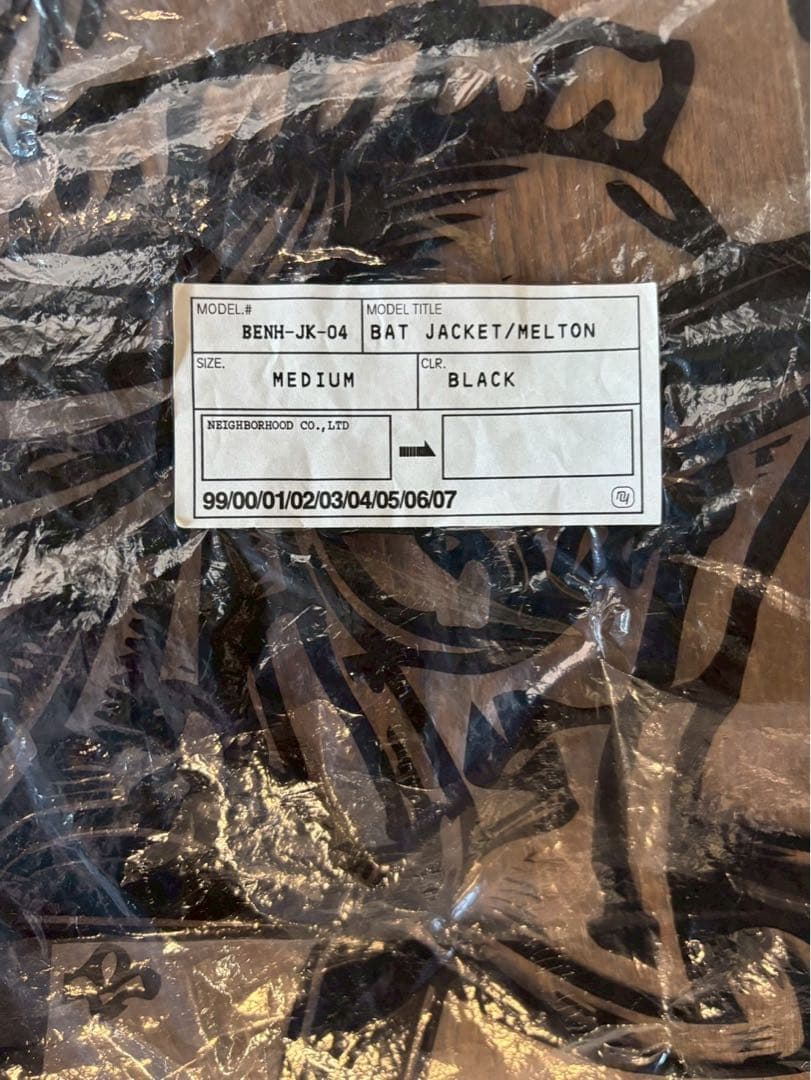 MODEL.#
BENH-JK-04
MODEL TITLE
BAT JACKET/MELTON
SIZE.
MEDIUM
CLR.
BLACK
NEIGHBORHOOD CO.,LTD
99/00/01/02/03/04/05/06/07